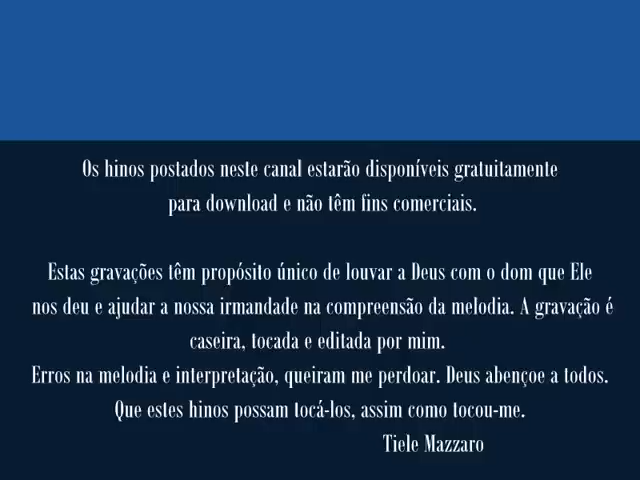 Os hinos postados neste canal estarão disponíveis gratuitamente
para download e não têm fins comerciais.
Estas gravações têm propósito único de louvar a Deus com o dom que Ele
nos deu e ajudar a nossa irmandade na compreensão da melodia. A gravação é
caseira, tocada e editada por mim.
Erros na melodia e interpretação, queiram me perdoar. Deus abençoe a todos.
Que estes hinos possam tocá-los, assim como tocou-me.
Tiele Mazzaro